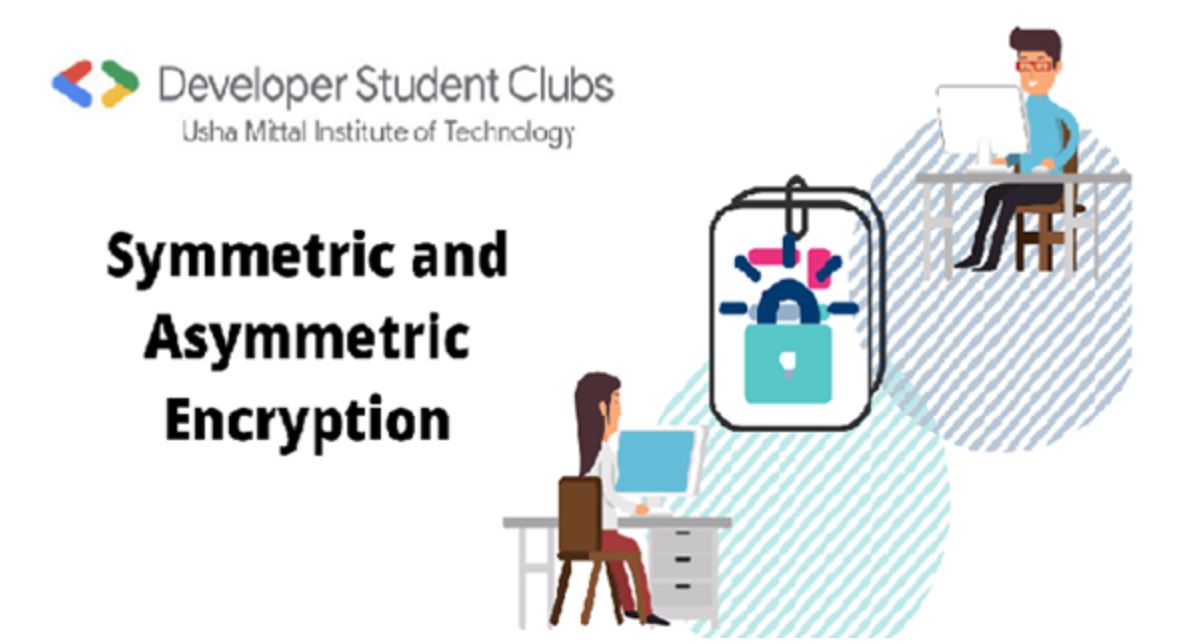 Developer Student Clubs
Usha Mittal Institute of Technology
Symmetric and
Asymmetric
Encryption